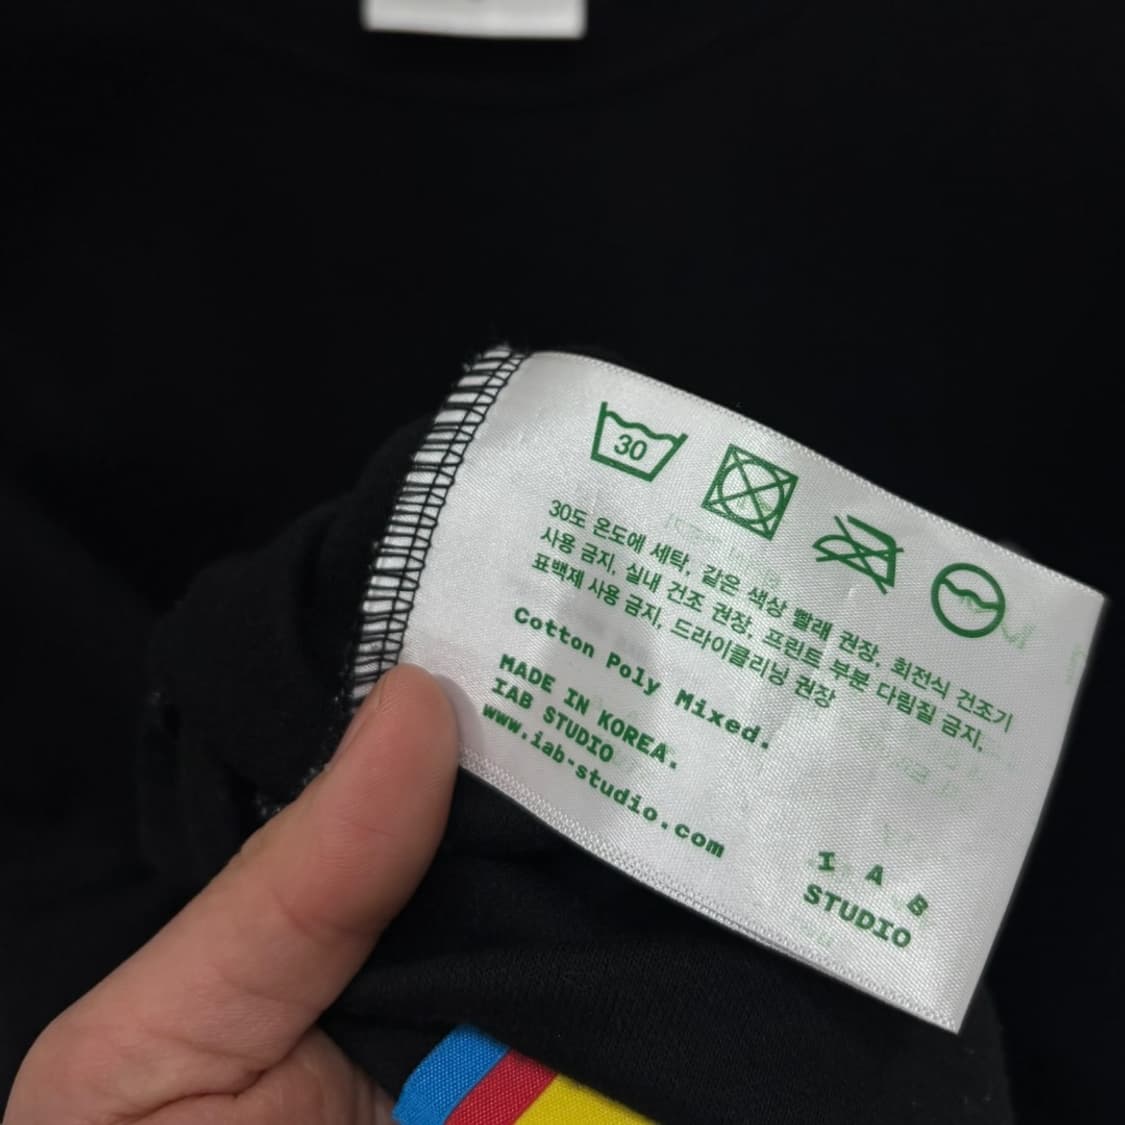 30
30도 온도에 세탁, 같은 색상 빨래 권장. 회전식 건조기
사용 금지, 실내 건조 권장. 프린트 부분 다림질 금지.
표백제 사용 금지, 드라이클리닝 권장
Cotton Poly Mixed.
MADE IN KOREA.
IAB STUDIO
www.iab-studio.com
I A B
STUDIO